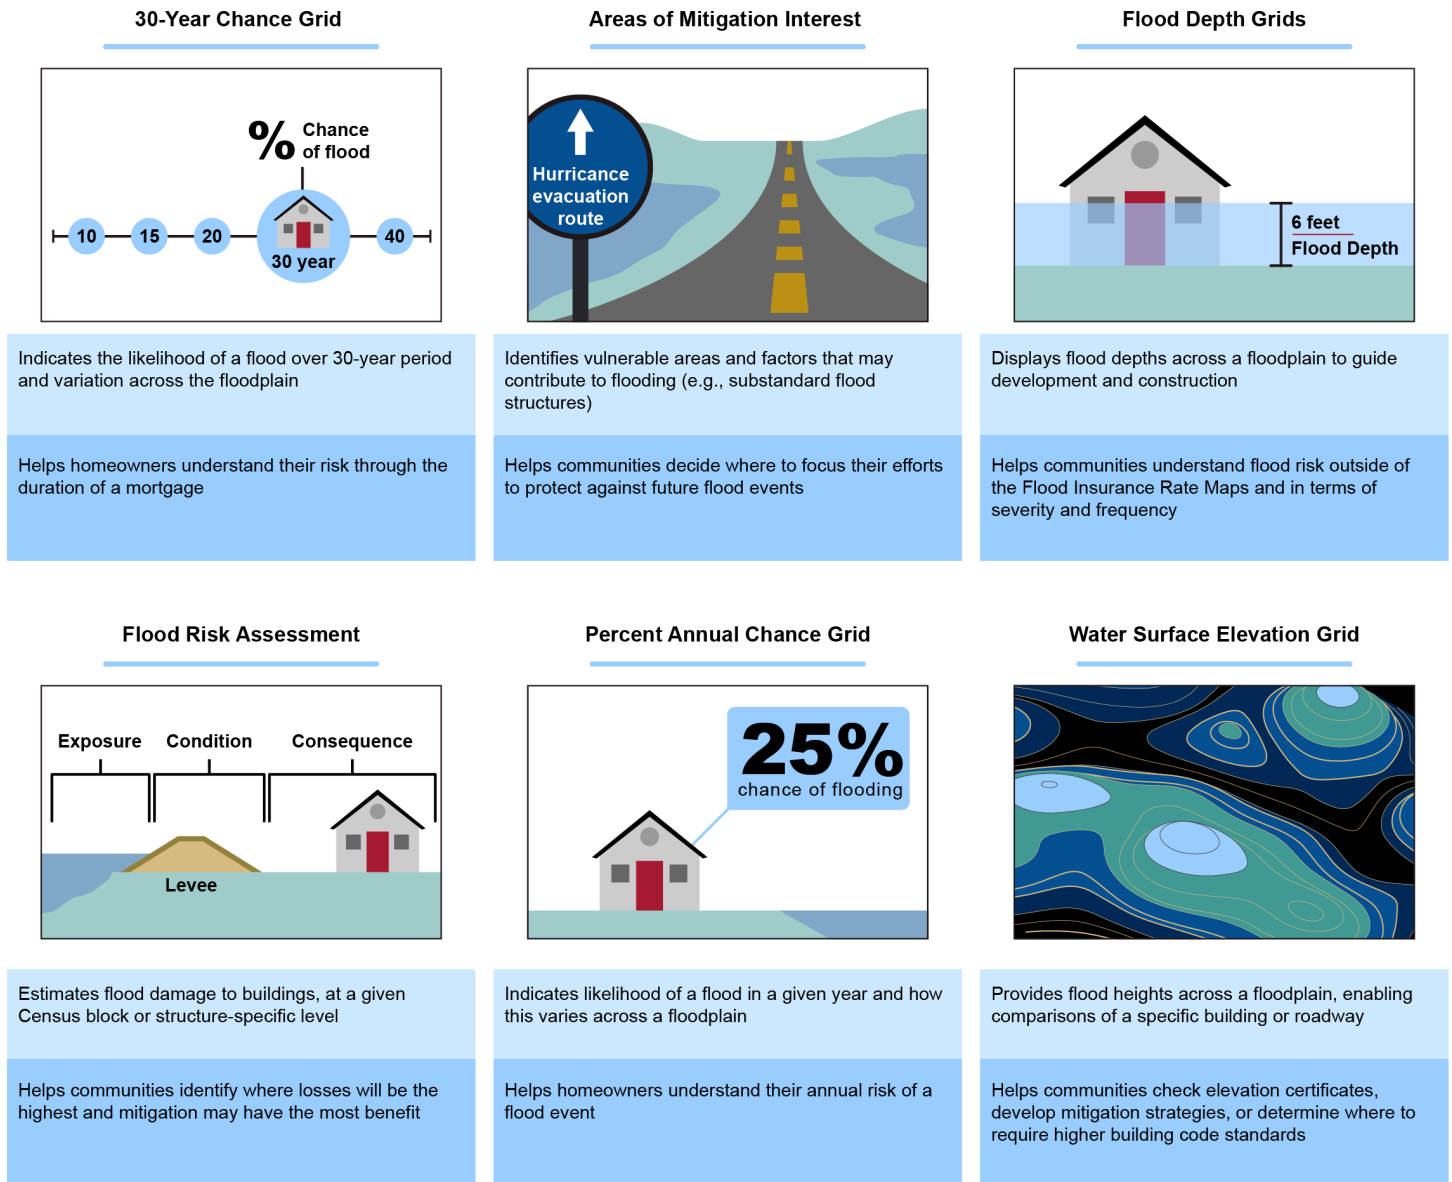 30-Year Chance Grid
%
Chance
of flood
10
15
20
30 year
40
Indicates the likelihood of a flood over 30-year period
and variation across the floodplain
Helps homeowners understand their risk through the
duration of a mortgage
Areas of Mitigation Interest
Hurricance
evacuation
route
Identifies vulnerable areas and factors that may
contribute to flooding (e.g., substandard flood
structures)
Helps communities decide where to focus their efforts
to protect against future flood events
Flood Depth Grids
6 feet
Flood Depth
Displays flood depths across a floodplain to guide
development and construction
Helps communities understand flood risk outside of
the Flood Insurance Rate Maps and in terms of
severity and frequency
Flood Risk Assessment
Exposure
Condition
Consequence
Levee
Estimates flood damage to buildings, at a given
Census block or structure-specific level
Helps communities identify where losses will be the
highest and mitigation may have the most benefit
Percent Annual Chance Grid
25%
chance of flooding
Indicates likelihood of a flood in a given year and how
this varies across a floodplain
Helps homeowners understand their annual risk of a
flood event
Water Surface Elevation Grid
Provides flood heights across a floodplain, enabling
comparisons of a specific building or roadway
Helps communities check elevation certificates,
develop mitigation strategies, or determine where to
require higher building code standards